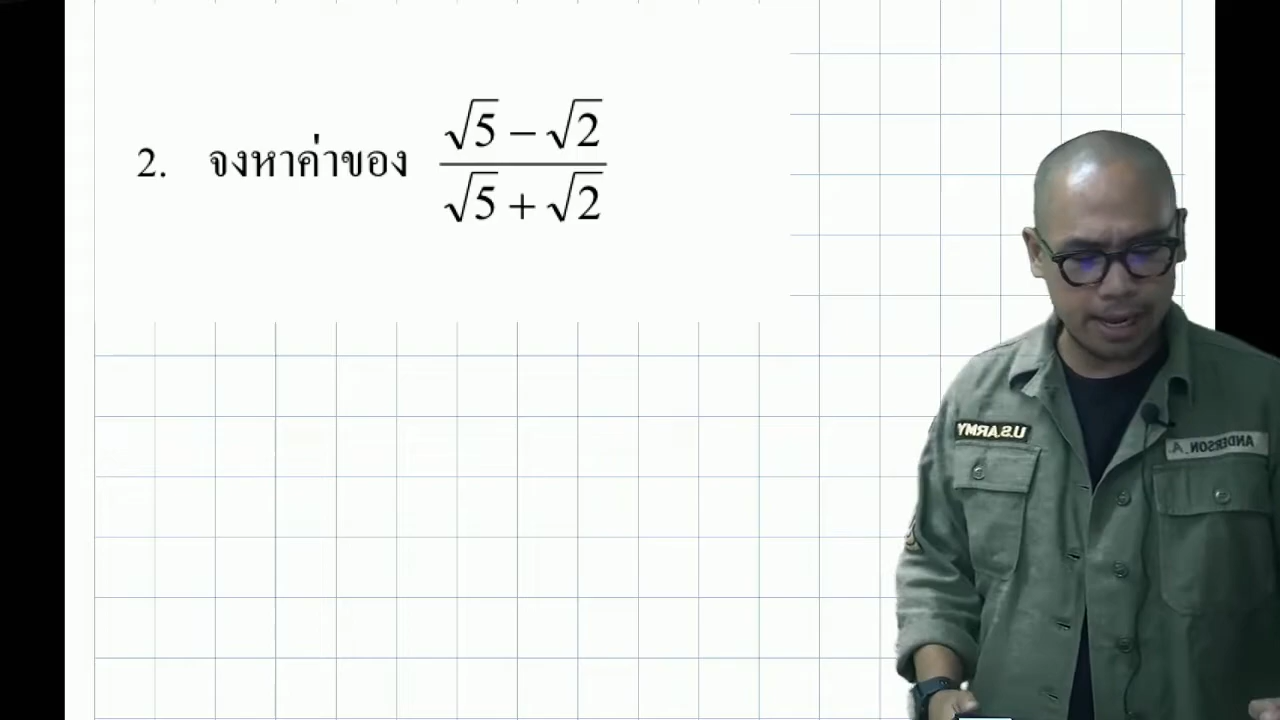 2. จงหาค่าของ √5 − √2 / √5 + √2
U.S.ARMY
ANDERSON. A.